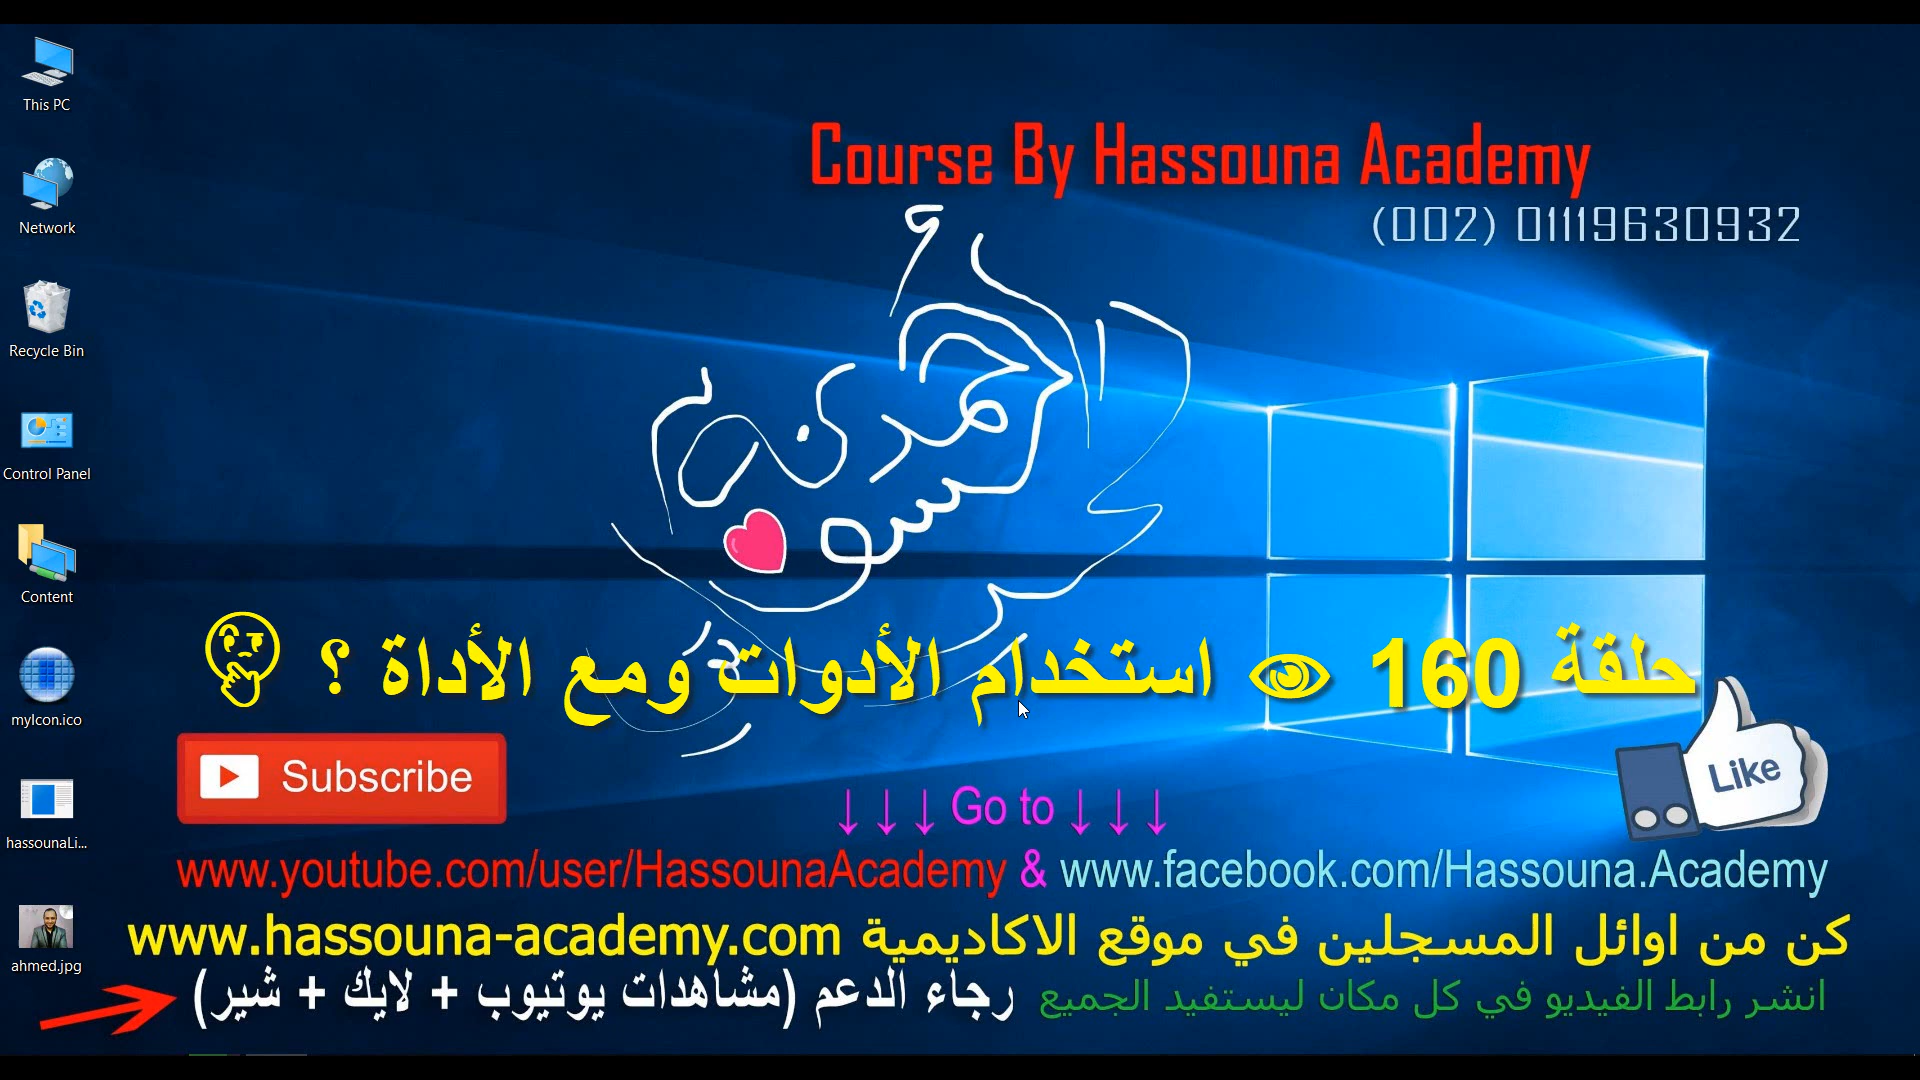 This PC
Network
Recycle Bin
Control Panel
Content
myIcon.ico
hassounaLi...
ahmed.jpg
Course By Hassouna Academy
(002) 01119630932
حلقة 160 👁 استخدام الأدوات ومع الأداة ؟ 🤔
Subscribe
Like
↓ ↓ ↓ Go to ↓ ↓ ↓
www.youtube.com/user/HassounaAcademy & www.facebook.com/Hassouna.Academy
كن من اوائل المسجلين في موقع الاكاديمية www.hassouna-academy.com
انشر رابط الفيديو في كل مكان ليستفيد الجميع رجاء الدعم (مشاهدات يوتيوب + لايك + شير)